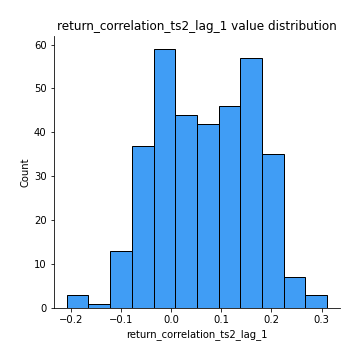 return_correlation_ts2_lag_1 value distribution
60
50
40
30
20
10
0
Count
−0.2 −0.1 0.0 0.1 0.2 0.3
return_correlation_ts2_lag_1